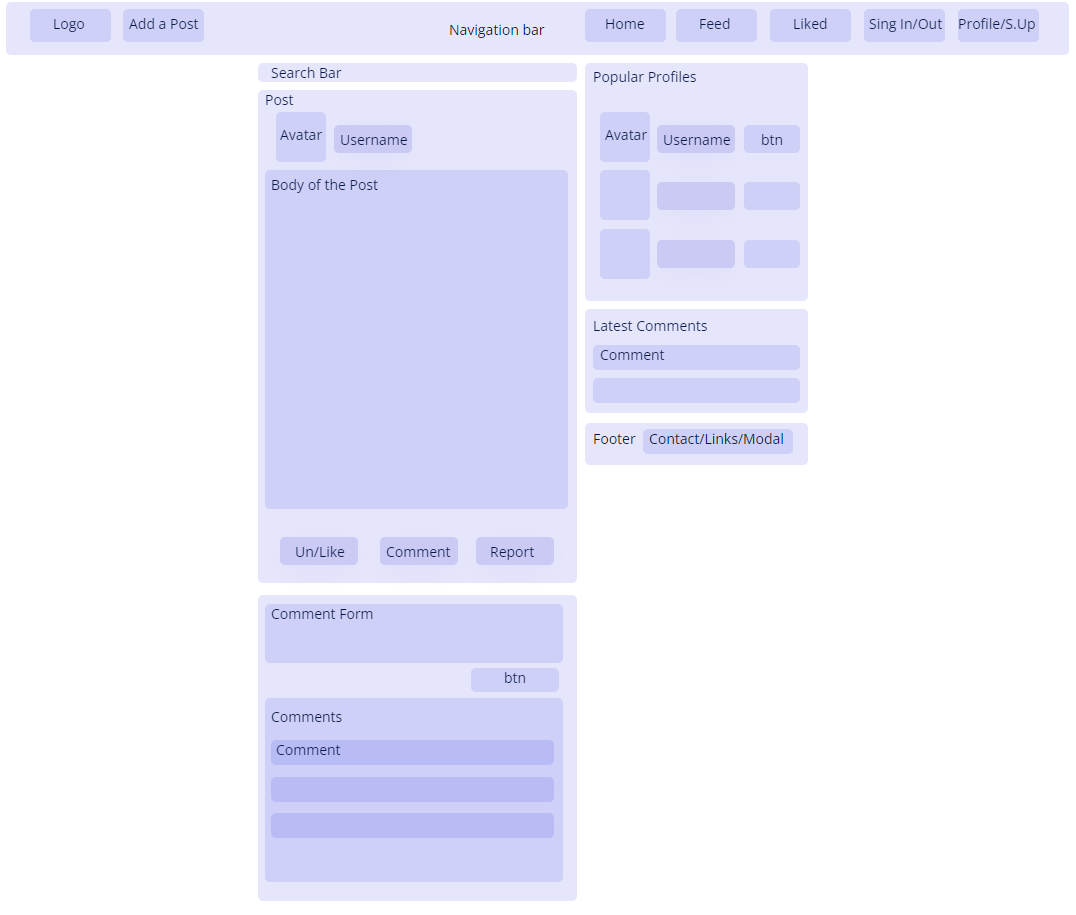 Logo
Add a Post
Navigation bar
Home
Feed
Liked
Sing In/Out
Profile/S.Up
Search Bar
Post
Avatar
Username
Body of the Post
Un/Like
Comment
Report
Comment Form
btn
Comments
Comment
Popular Profiles
Avatar
Username
btn
Latest Comments
Comment
Footer
Contact/Links/Modal